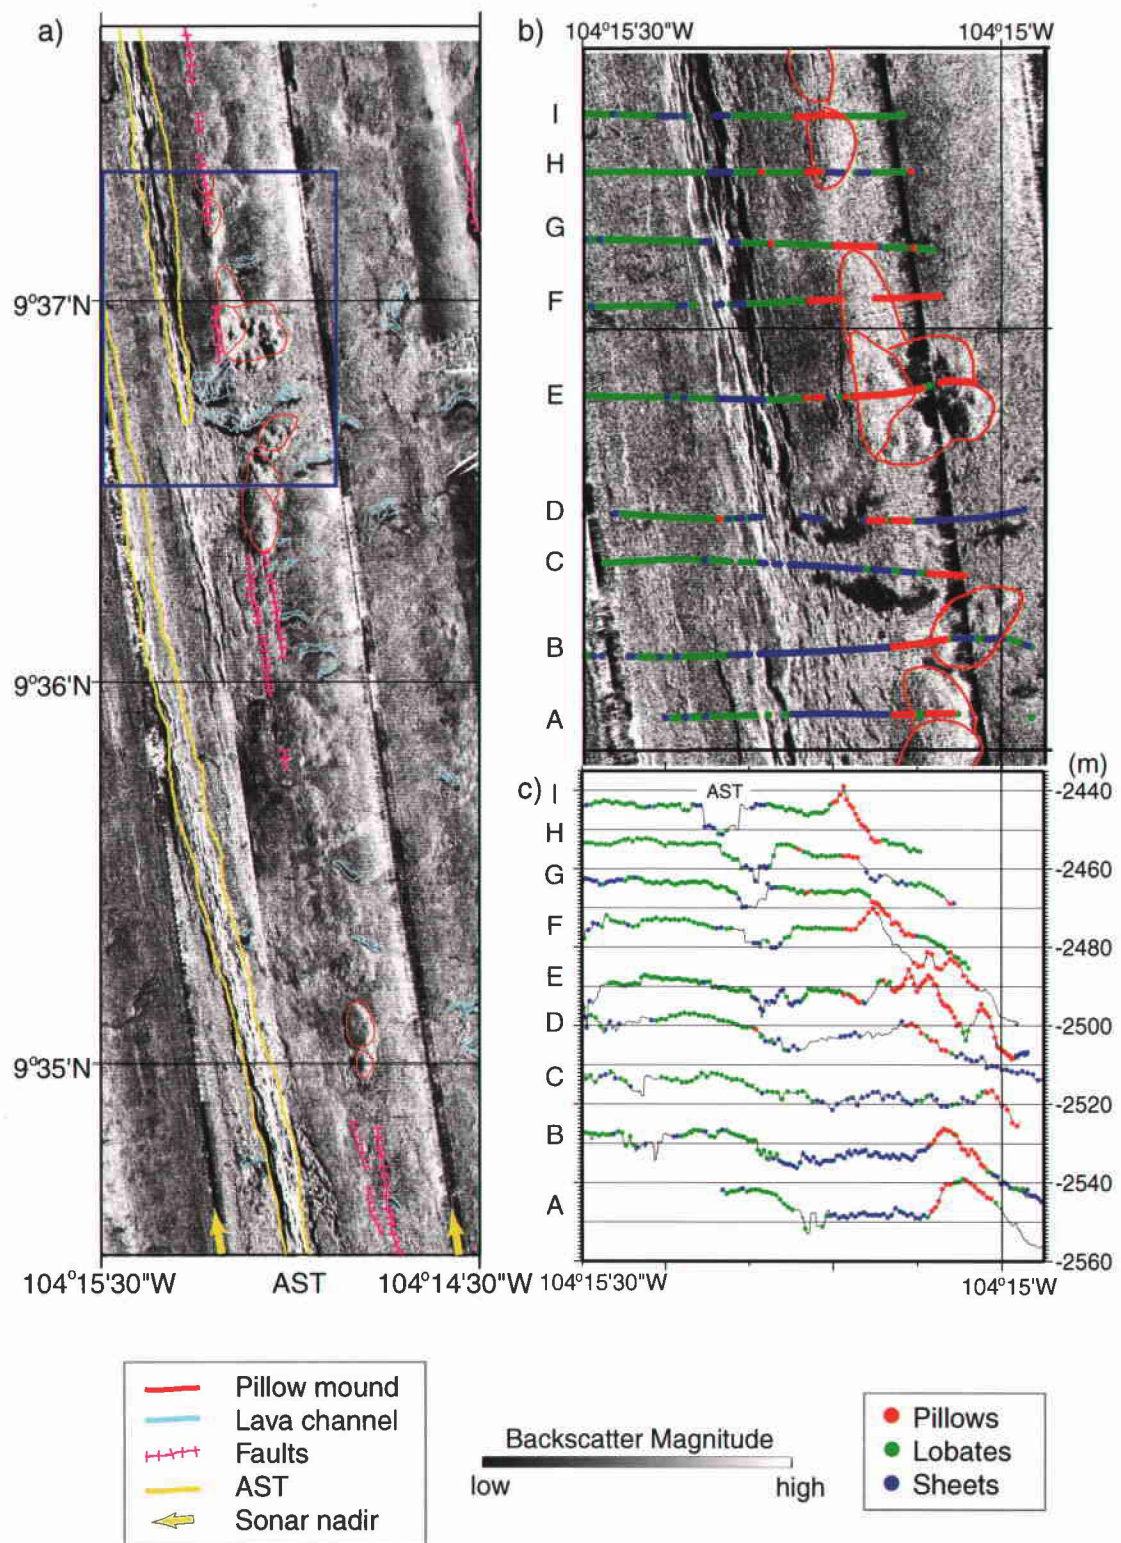 a)
9°37'N
9°36'N
9°35'N
104°15'30"W
AST
104°14'30"W
b)
104°15'30"W
104°15'W
I
H
G
F
E
D
C
B
A
c)
AST
(m)
I
H
G
F
E
D
C
B
A
-2440
-2460
-2480
-2500
-2520
-2540
-2560
104°15'30"W
104°15'W
Pillow mound
Lava channel
Faults
AST
Sonar nadir
Backscatter Magnitude
low
high
Pillows
Lobates
Sheets